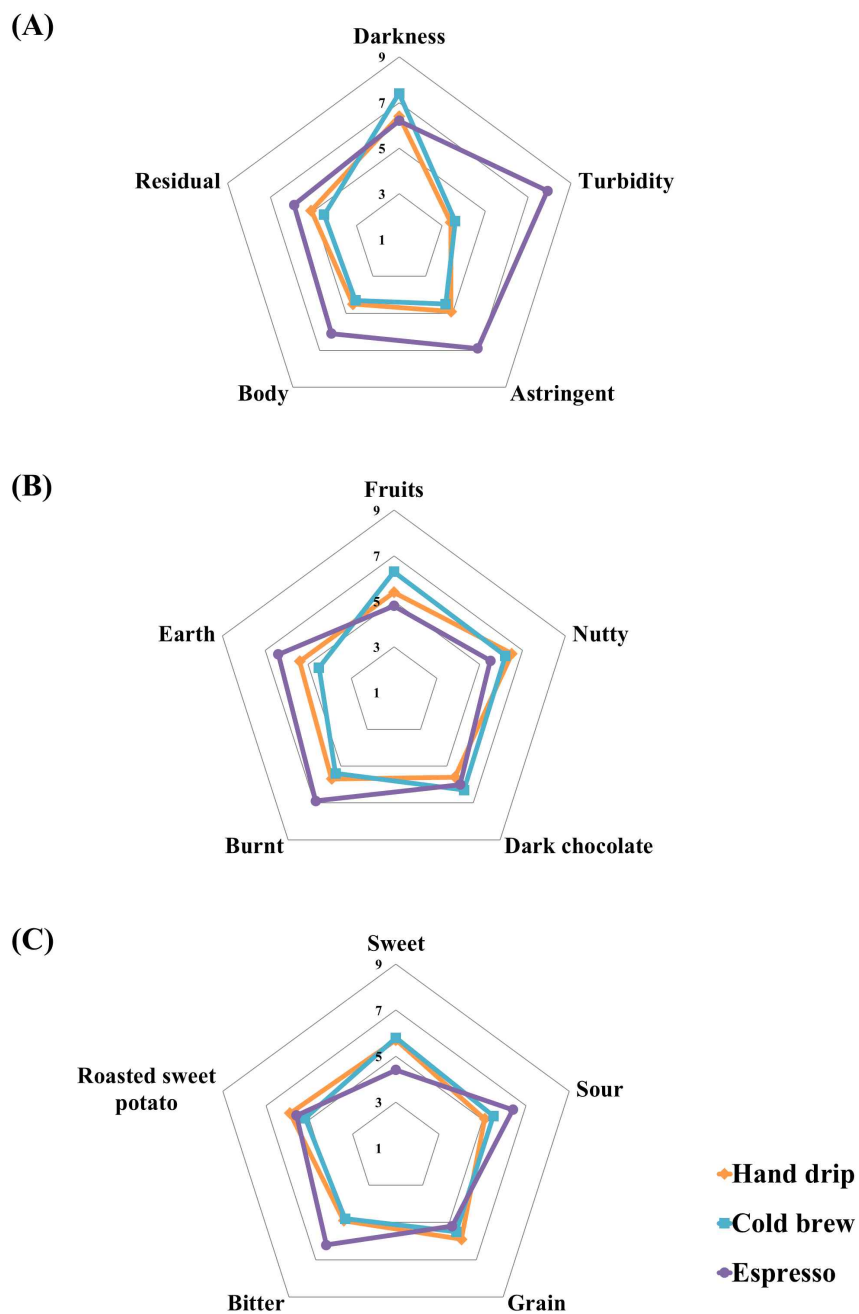 (A)
Darkness
9
7
5
3
1
Residual
Turbidity
Body
Astringent
(B)
Fruits
9
7
5
3
1
Earth
Nutty
Burnt
Dark chocolate
(C)
Sweet
9
7
5
3
1
Roasted sweet
potato
Sour
Bitter
Grain
Hand drip
Cold brew
Espresso